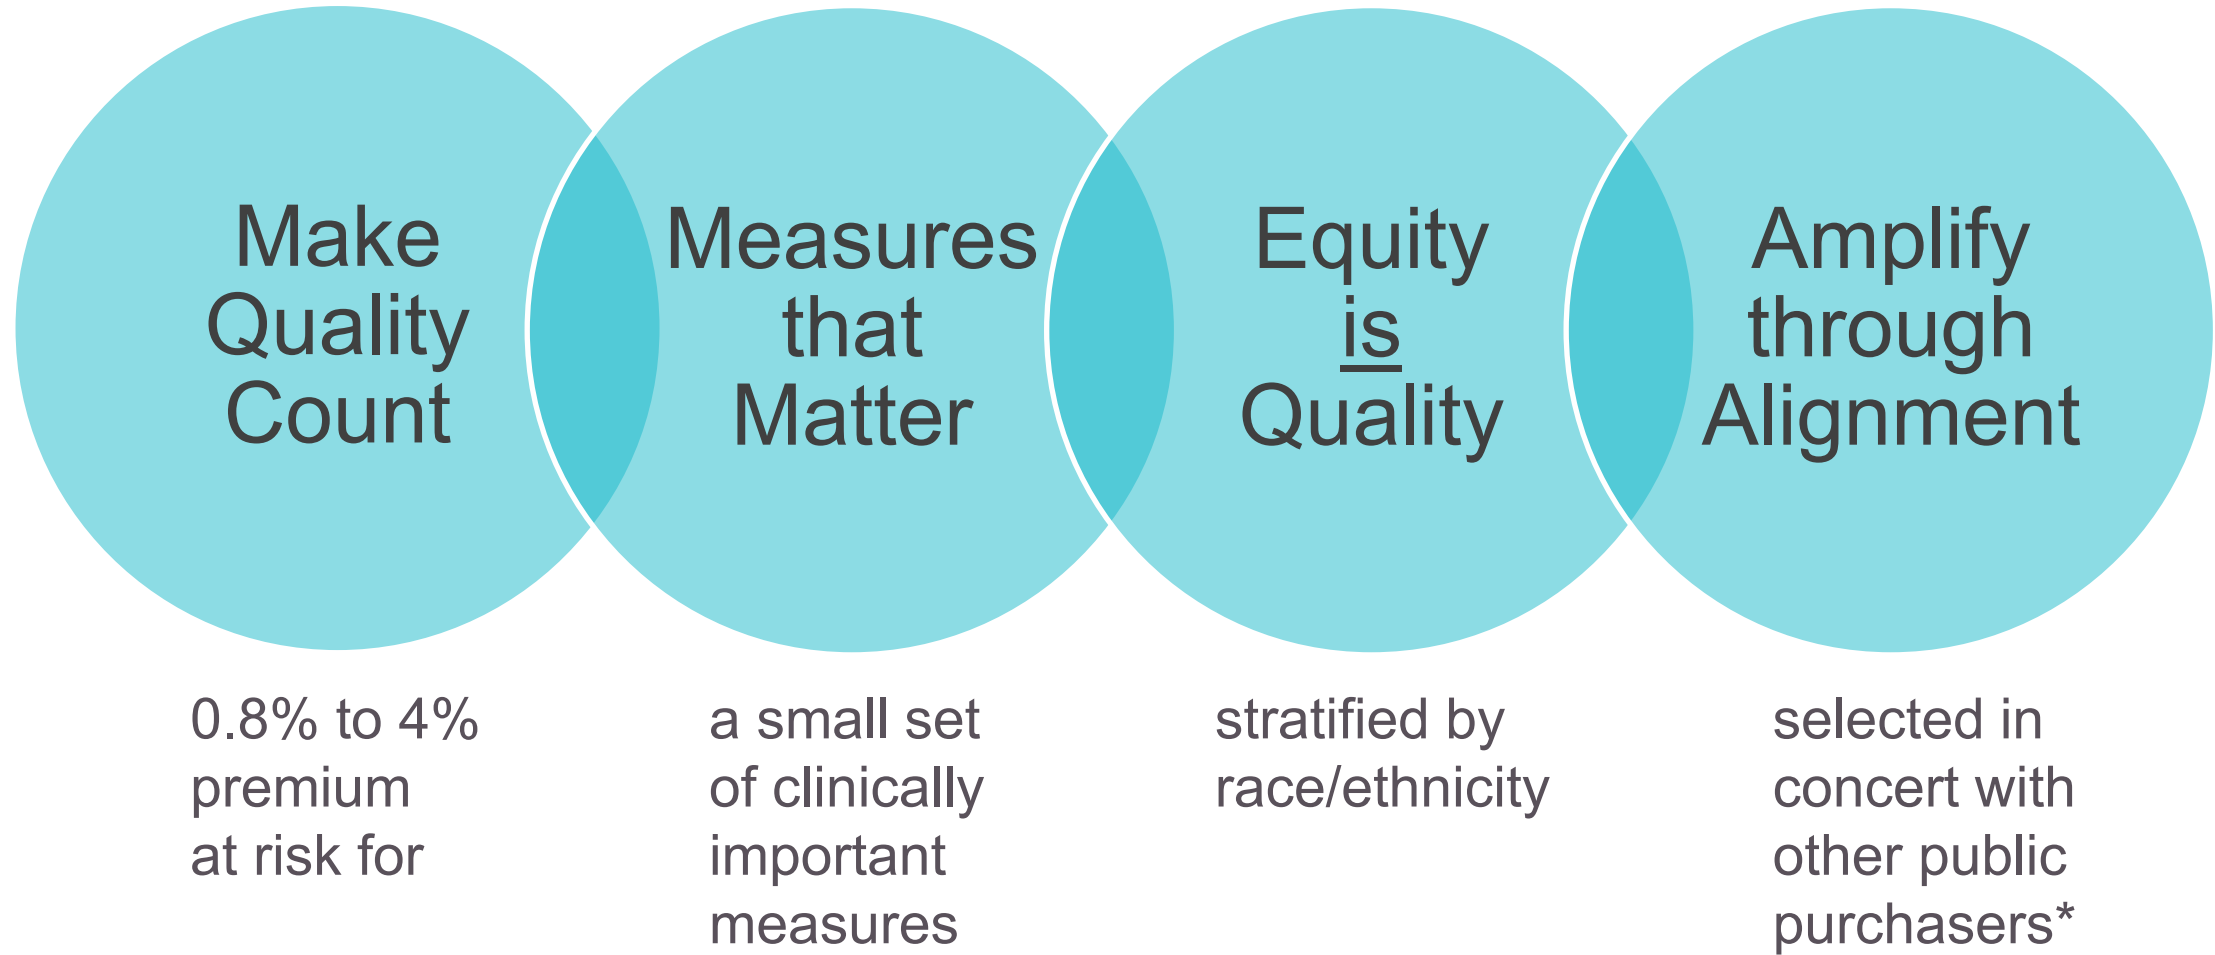 Make
Quality
Count
Measures
that
Matter
Equity
is
Quality
Amplify
through
Alignment
0.8% to 4%
premium
at risk for
a small set
of clinically
important
measures
stratified by
race/ethnicity
selected in
concert with
other public
purchasers*